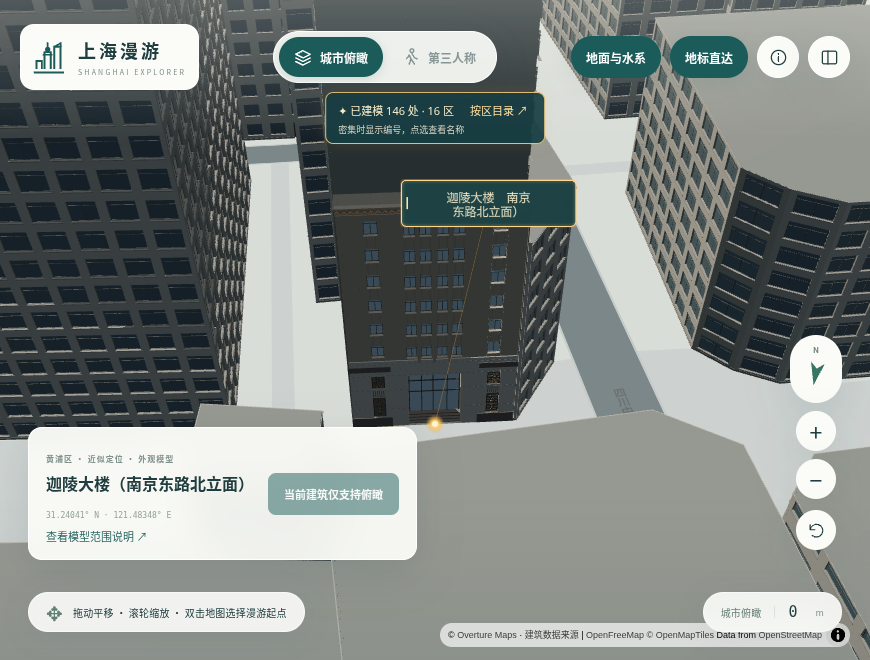 上海漫游
SHANGHAI EXPLORER
城市俯瞰
第三人称
地面与水系
地标直达
✦ 已建模 146 处 · 16 区 按区目录 ↗
密集时显示编号，点选查看名称
迦陵大楼 南京
东路北立面）
N
黄浦区 · 近似定位 · 外观模型
迦陵大楼（南京东路北立面）
当前建筑仅支持俯瞰
31.24041° N · 121.48348° E
查看模型范围说明 ↗
拖动平移 · 滚轮缩放 · 双击地图选择漫游起点
城市俯瞰 0 m
© Overture Maps · 建筑数据来源 | OpenFreeMap © OpenMapTiles Data from OpenStreetMap